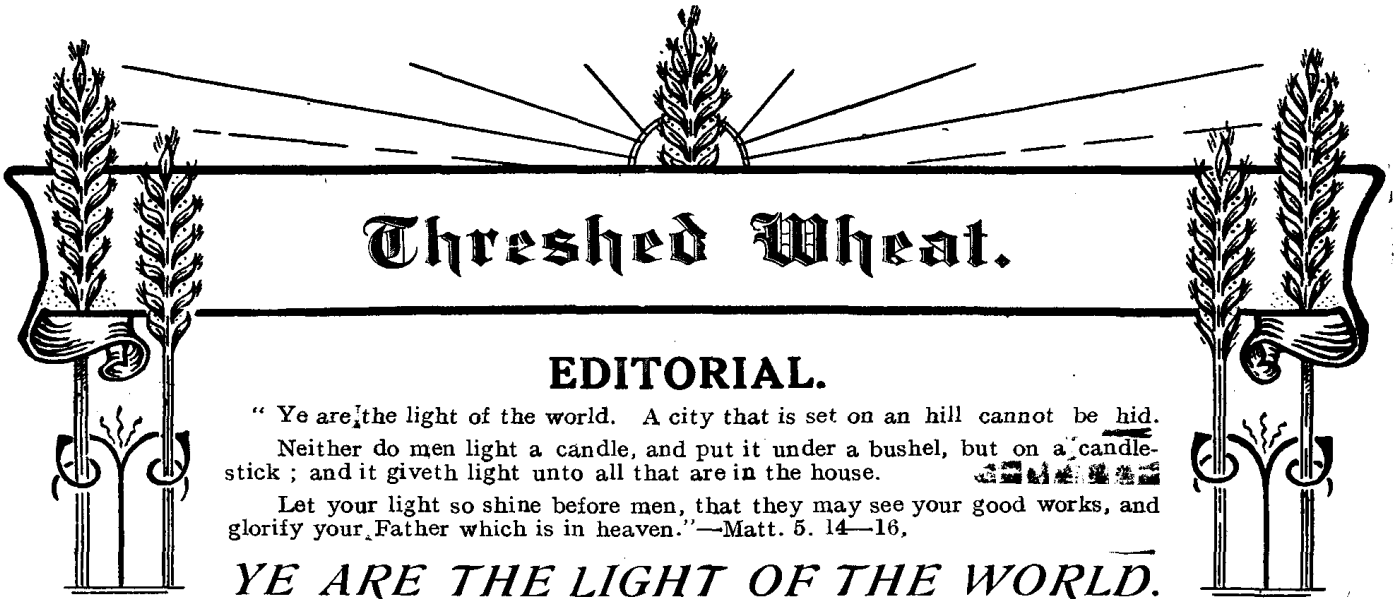 Threshed Wheat.
EDITORIAL.
" Ye are the light of the world. A city that is set on an hill cannot be hid.
Neither do men light a candle, and put it under a bushel, but on a candle-
stick ; and it giveth light unto all that are in the house.
Let your light so shine before men, that they may see your good works, and
glorify your Father which is in heaven."—Matt. 5. 14—16,
YE ARE THE LIGHT OF THE WORLD.